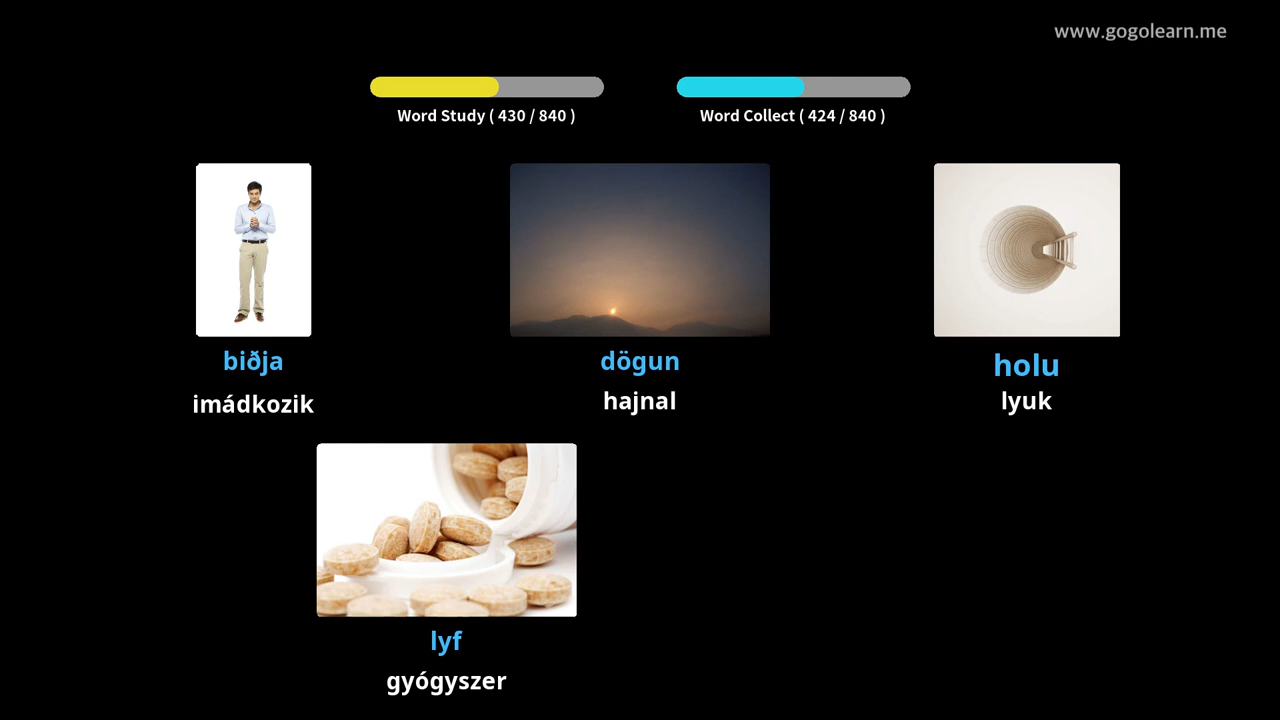 www.gogolearn.me
Word Study ( 430 / 840 )
Word Collect ( 424 / 840 )
biðja
imádkozik
dögun
hajnal
holu
lyuk
lyf
gyógyszer